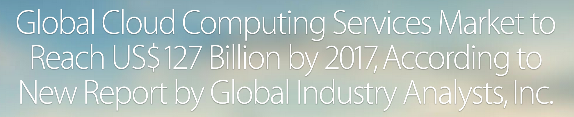 Global Cloud Computing Services Market to
Reach US$127 Billion by 2017, According to
New Report by Global Industry Analysts, Inc.